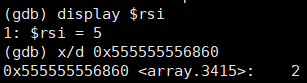 (gdb) display $rsi
1: $rsi = 5
(gdb) x/d 0x555555556860
0x555555556860 <array.3415>:    2